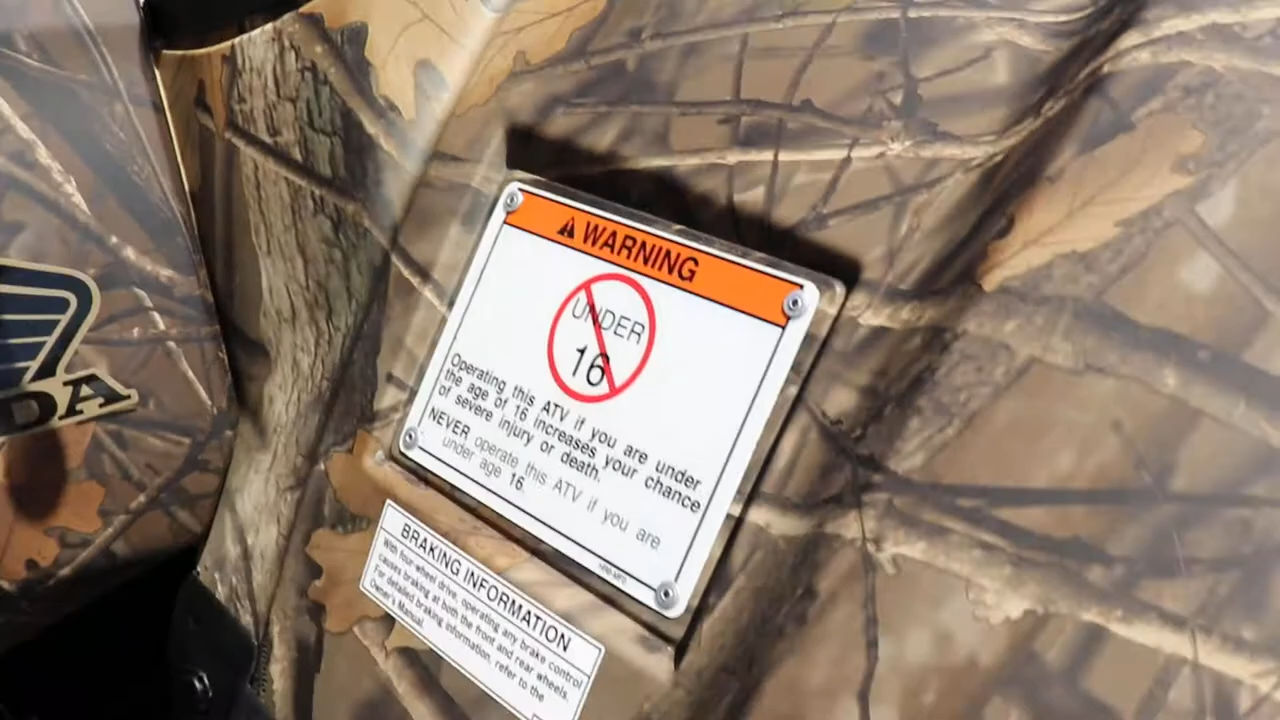 WARNING
UNDER
16
Operating this ATV if you are under
the age of 16 increases your chance
of severe injury or death.
NEVER operate this ATV if you are
under age 16.
BRAKING INFORMATION
With four-wheel drive, operating any brake control
causes braking at both the front and rear wheels.
For detailed braking information, refer to the
Owner's Manual.
DA